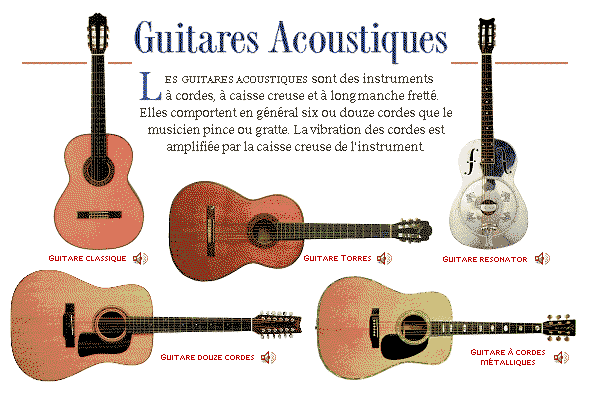 Guitares Acoustiques
LES GUITARES ACOUSTIQUES sont des instruments
à cordes, à caisse creuse et à long manche fretté.
Elles comportent en général six ou douze cordes que le
musicien pince ou gratte. La vibration des cordes est
amplifiée par la caisse creuse de l'instrument.
GUITARE CLASSIQUE
GUITARE TORRES
GUITARE RESONATOR
GUITARE DOUZE CORDES
GUITARE À CORDES
MÉTALLIQUES